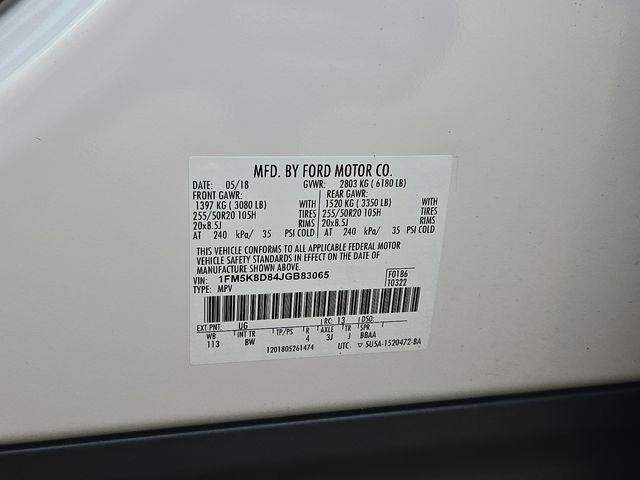 MFD. BY FORD MOTOR CO.
DATE: 05/18 GVWR: 2803 KG ( 6180 LB)
FRONT GAWR: REAR GAWR:
1397 KG ( 3080 LB) WITH 1520 KG ( 3350 LB) WITH
255/50R20 105H TIRES 255/50R20 105H TIRES
20x8.5J RIMS 20x8.5J RIMS
AT 240 kPa/ 35 PSI COLD AT 240 kPa/ 35 PSI COLD
THIS VEHICLE CONFORMS TO ALL APPLICABLE FEDERAL MOTOR
VEHICLE SAFETY STANDARDS IN EFFECT ON THE DATE OF
MANUFACTURE SHOWN ABOVE.
VIN: 1FM5K8D84JGB83065 F0186
TYPE: MPV T0322
EXT PNT: UG RC: 13 DSO:
WB INT TR TP/PS R AXLE TR SPR
113 BW 4 3J J BBAA
1201805261474 UTC. ▽ 5U5A-1520472-BA